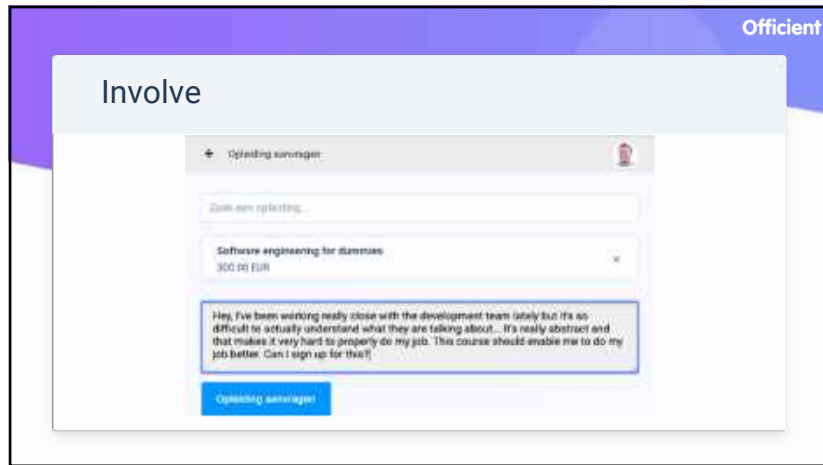 Officient
Involve
Opleiding aanvragen
Zoek een opleiding...
Software engineering for dummies
300.00 EUR
×
Hey, I've been working really close with the development team lately but it's so
difficult to actually understand what they are talking about... It's really abstract and
that makes it very hard to properly do my job. This course should enable me to do my
job better. Can I sign up for this?
Opleiding aanvragen